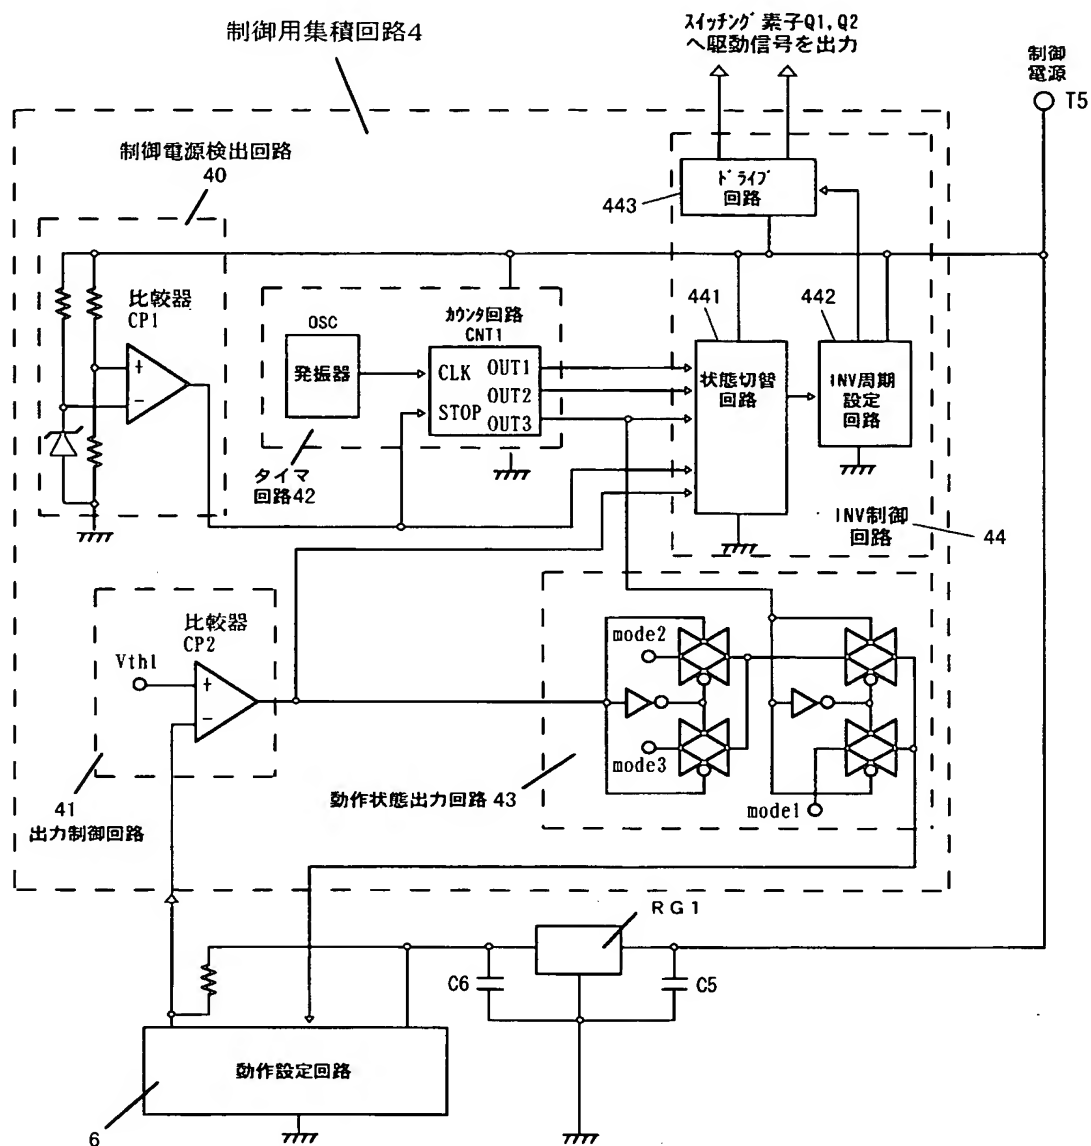 制御用集積回路4
スイッチング素子Q1,Q2
へ駆動信号を出力
制御
電源
T5
制御電源検出回路
40
ドライブ
回路
443
比較器
CP1
+
-
OSC
発振器
カウンタ回路
CNT1
CLK OUT1
OUT2
STOP
OUT3
タイマ
回路42
441
状態切替
回路
442
INV周期
設定
回路
INV制御
回路
44
比較器
CP2
Vth1
+
-
41
出力制御回路
mode2
mode3
mode1
動作状態出力回路43
RG1
C6
C5
動作設定回路
6